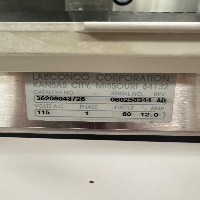 LABCONCO CORPORATION
KANSAS CITY, MISSOURI 64132
CATALOG NO. SERIAL NO. REV.
36208043726 080250344 AD
VOLTS A.C. PHASE CYCLE AMP
115 1 60 12.0